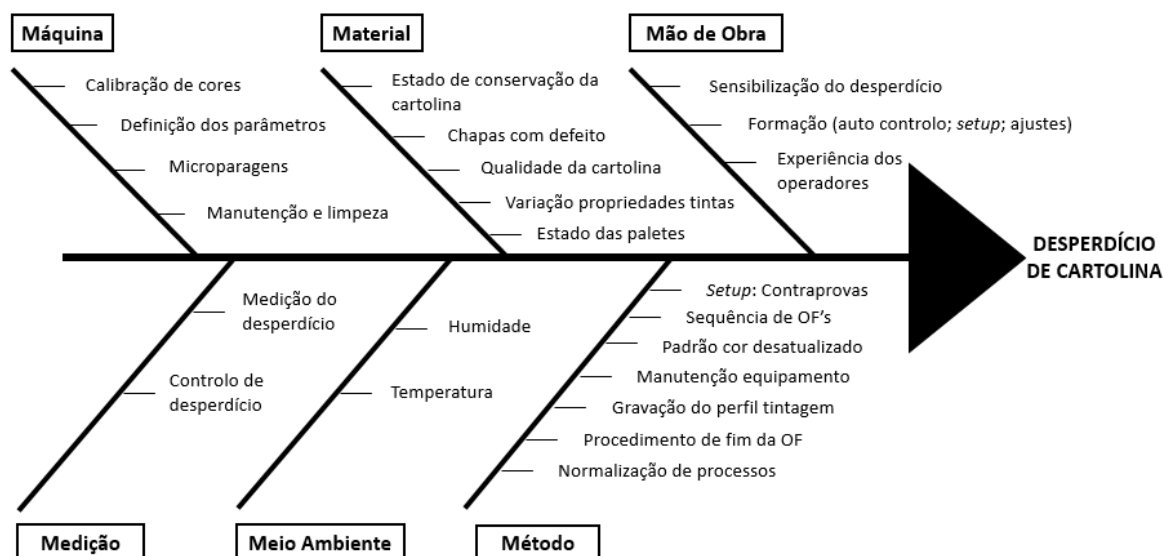 Máquina
Calibração de cores
Definição dos parâmetros
Microparagens
Manutenção e limpeza
Material
Estado de conservação da
cartolina
Chapas com defeito
Qualidade da cartolina
Variação propriedades tintas
Estado das paletes
Mão de Obra
Sensibilização do desperdício
Formação (auto controlo; setup; ajustes)
Experiência dos
operadores
DESPERDÍCIO
DE CARTOLINA
Medição do
desperdício
Controlo de
desperdício
Medição
Humidade
Temperatura
Meio Ambiente
Setup: Contraprovas
Sequência de OF's
Padrão cor desatualizado
Manutenção equipamento
Gravação do perfil tintagem
Procedimento de fim da OF
Normalização de processos
Método